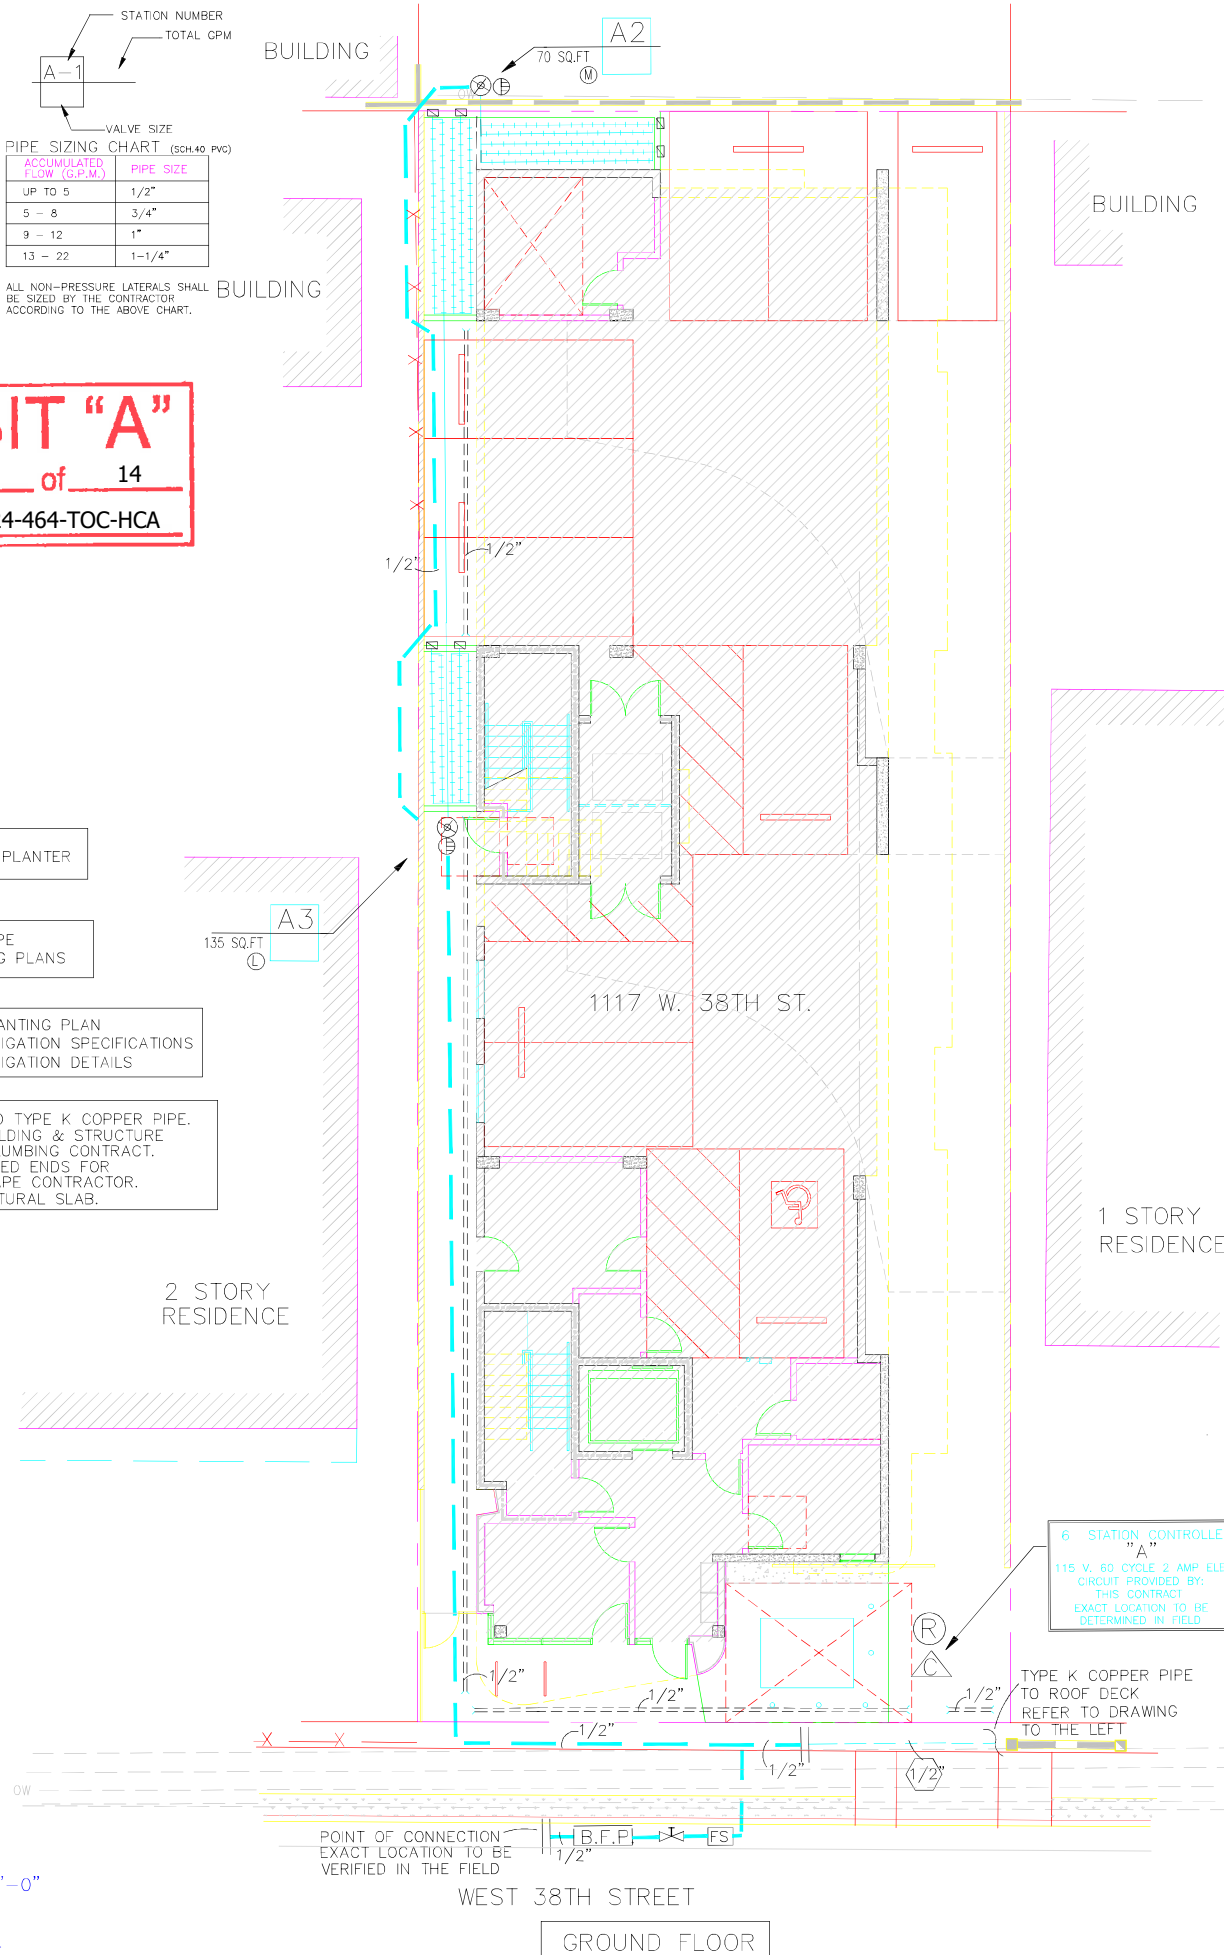 STATION NUMBER
TOTAL GPM
A-1
VALVE SIZE
PIPE SIZING CHART (SCH.40 PVC)
ACCUMULATED FLOW (G.P.M.) PIPE SIZE
UP TO 5 1/2"
5 - 8 3/4"
9 - 12 1"
13 - 22 1-1/4"
ALL NON-PRESSURE LATERALS SHALL
BE SIZED BY THE CONTRACTOR
ACCORDING TO THE ABOVE CHART.
BUILDING
BUILDING
BUILDING
A2
70 SQ.FT
M
OW
IT "A"
of 14
4-464-TOC-HCA
1/2"
1/2"
PLANTER
PE
G PLANS
ANTING PLAN
IGATION SPECIFICATIONS
IGATION DETAILS
D TYPE K COPPER PIPE.
LDING & STRUCTURE
LUMBING CONTRACT.
ED ENDS FOR
APE CONTRACTOR.
TURAL SLAB.
A3
135 SQ.FT
L
1117 W. 38TH ST.
2 STORY
RESIDENCE
1 STORY
RESIDENCE
6 STATION CONTROLLE
"A"
115 V. 60 CYCLE 2 AMP ELE
CIRCUIT PROVIDED BY:
THIS CONTRACT
EXACT LOCATION TO BE
DETERMINED IN FIELD
R
C
TYPE K COPPER PIPE
TO ROOF DECK
REFER TO DRAWING
TO THE LEFT
1/2"
1/2"
1/2"
1/2"
1/2"
1/2"
X X
OW
POINT OF CONNECTION
EXACT LOCATION TO BE
VERIFIED IN THE FIELD
1/2"
B.F.P
FS
WEST 38TH STREET
GROUND FLOOR
'-0"